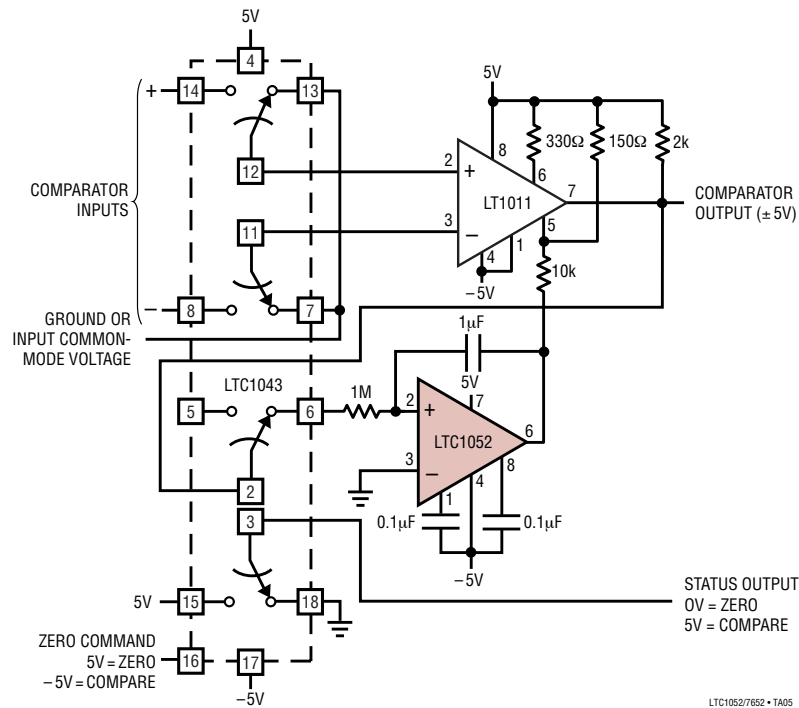 5V
4
+
14
13
12
COMPARATOR
INPUTS
11
−
8
7
GROUND OR
INPUT COMMON-
MODE VOLTAGE
5V
330Ω
150Ω
2k
8
6
2
+
LT1011
7
3
−
5
4
1
−5V
10k
COMPARATOR
OUTPUT (±5V)
LTC1043
5
6
1M
1µF
5V
7
2
+
LTC1052
6
3
−
8
1
4
0.1µF
0.1µF
−5V
2
3
5V
15
18
ZERO COMMAND
5V = ZERO
−5V = COMPARE
16
17
−5V
STATUS OUTPUT
0V = ZERO
5V = COMPARE
LTC1052/7652 • TA05